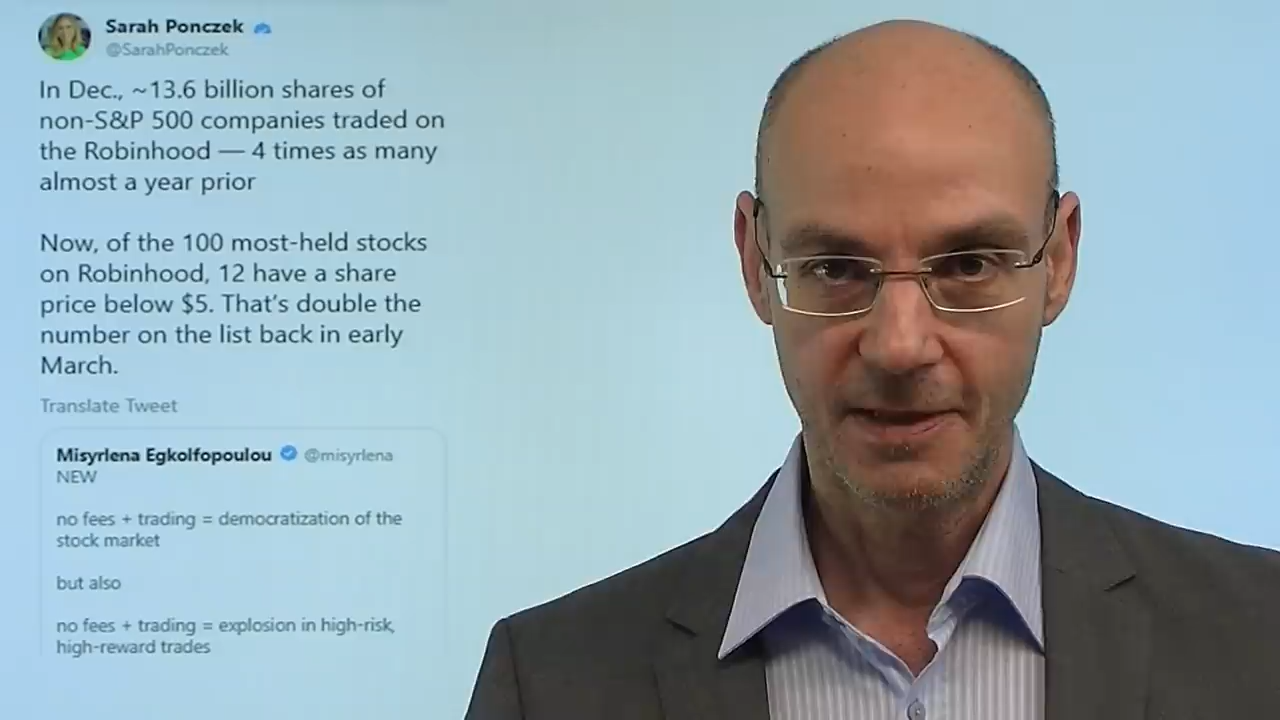 Sarah Ponczek
@SarahPonczek
In Dec., ~13.6 billion shares of
non-S&P 500 companies traded on
the Robinhood — 4 times as many
almost a year prior
Now, of the 100 most-held stocks
on Robinhood, 12 have a share
price below $5. That's double the
number on the list back in early
March.
Translate Tweet
Misyrlena Egkolfopoulou @misyrlena
NEW
no fees + trading = democratization of the
stock market
but also
no fees + trading = explosion in high-risk,
high-reward trades